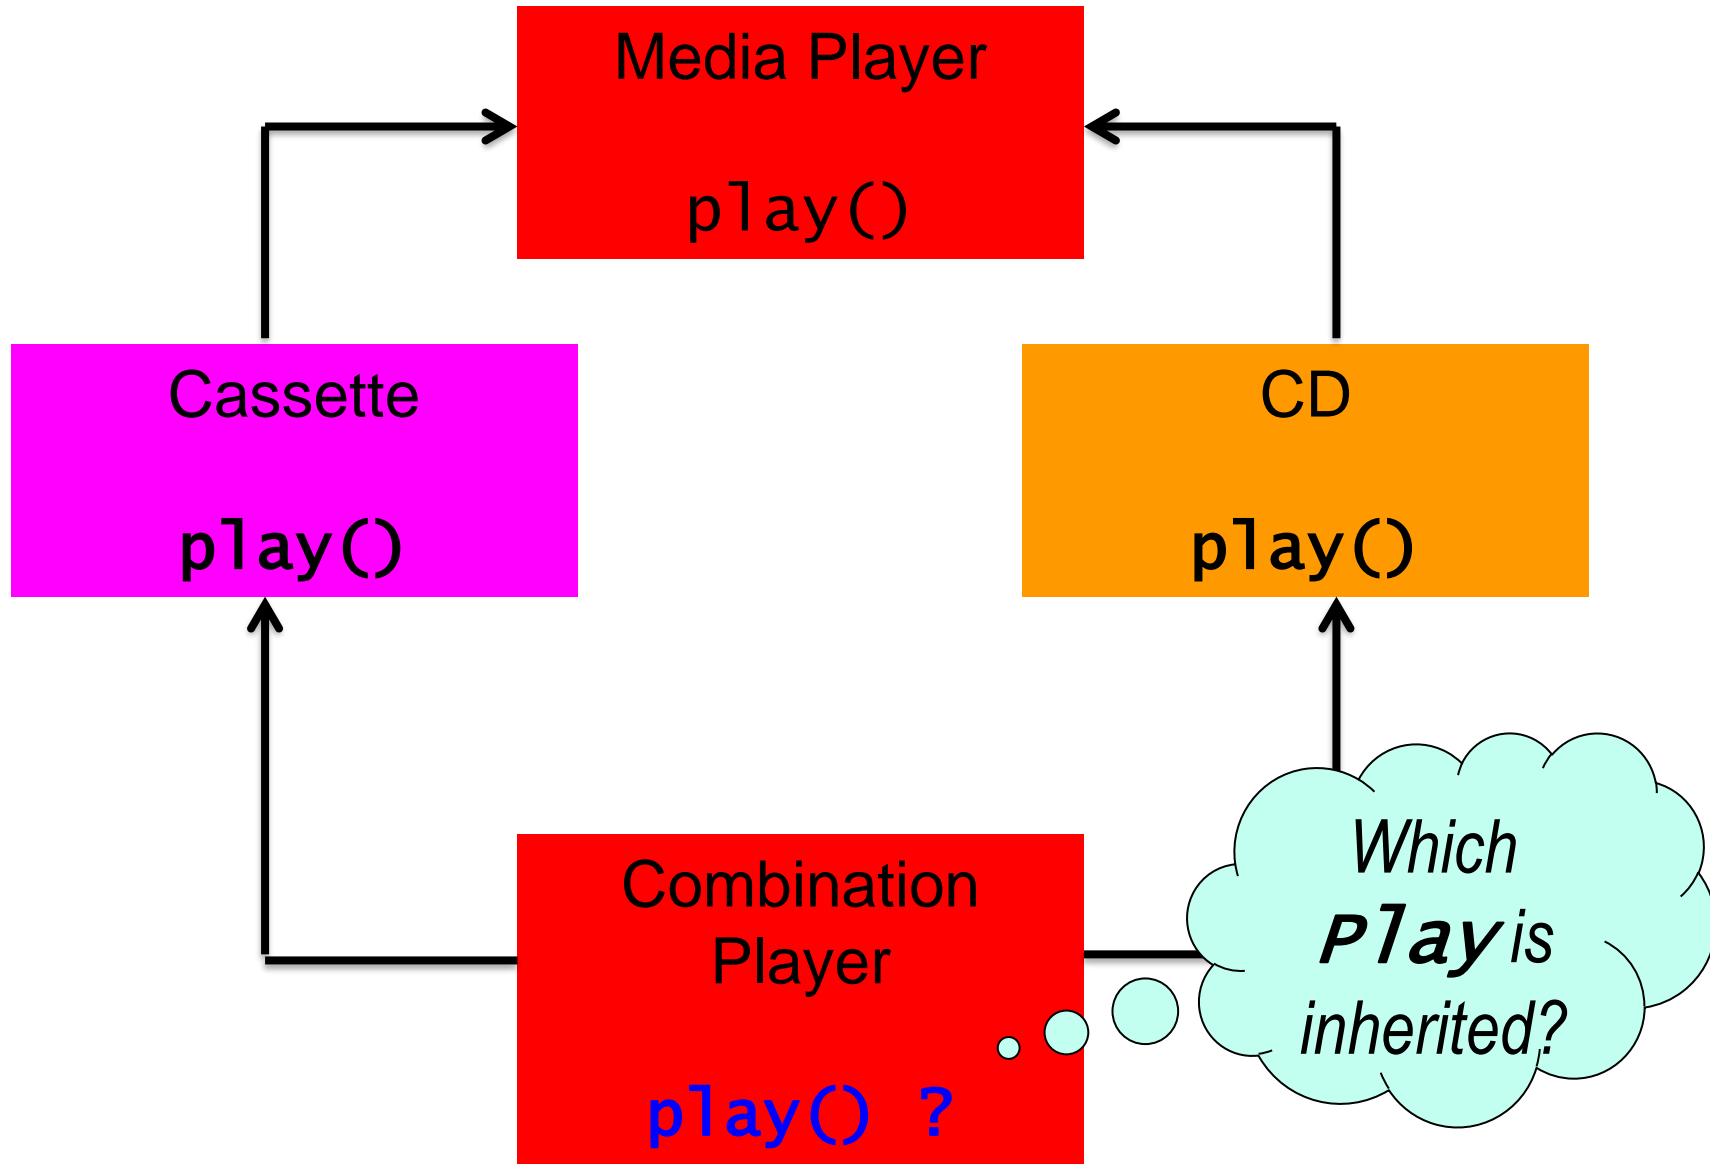 Media Player
play()
Cassette
play()
CD
play()
Combination
Player
play() ?
Which
Play is
inherited?